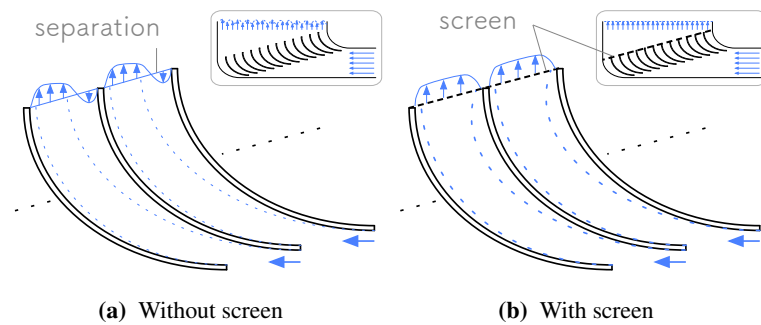 separation
screen
(a) Without screen
(b) With screen